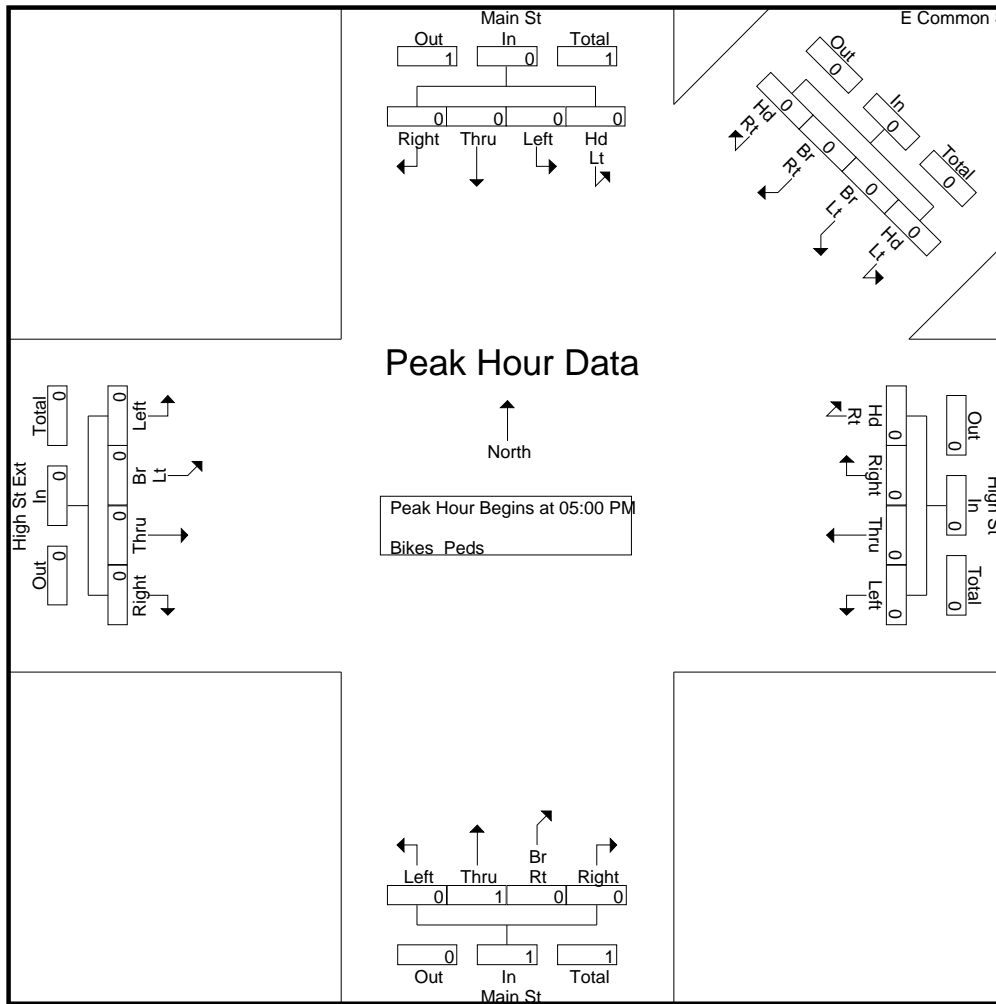 Main St
Out In Total
1 0 1
0 0 0 0
Right Thru Left Hd Lt
E Common
Out
0
In
0
Total
0
0 0 0 0
Hd Rt
Br Rt
Br Lt
Hd Lt
Peak Hour Data
North
Peak Hour Begins at 05:00 PM
Bikes Peds
High St Ext
Total In Out
0 0 0
0 0 0 0
Left
Br Lt
Thru
Right
Hd Rt
Right
Thru
Left
0 0 0 0
Out In Total
0 0 0
High St
Br
Left Thru Rt Right
0 1 0 0
0 1 1
Out In Total
Main St